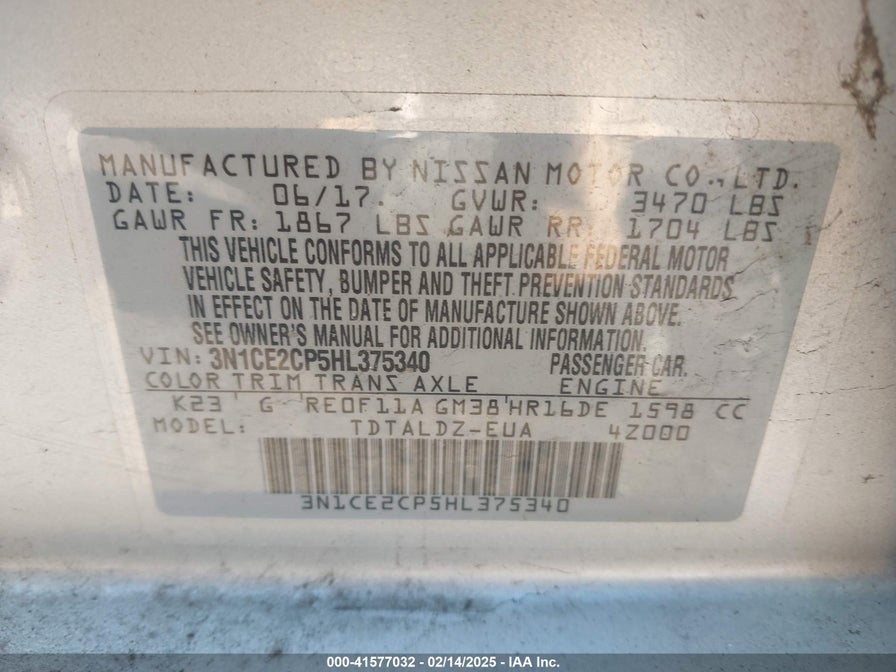 MANUFACTURED BY NISSAN MOTOR CO., LTD.
DATE: 06/17. GVWR: 3470 LBS
GAWR FR: 1867 LBS GAWR RR: 1704 LBS
THIS VEHICLE CONFORMS TO ALL APPLICABLE FEDERAL MOTOR
VEHICLE SAFETY, BUMPER AND THEFT PREVENTION STANDARDS
IN EFFECT ON THE DATE OF MANUFACTURE SHOWN ABOVE.
SEE OWNER'S MANUAL FOR ADDITIONAL INFORMATION.
VIN: 3N1CE2CP5HL375340 PASSENGER CAR.
COLOR TRIM TRANS AXLE ENGINE
K23 ' G 'RE0F11A GM38'HR16DE 1598 CC
MODEL: TDTALDZ-EUA 4Z000
3N1CE2CP5HL375340
000-41577032 - 02/14/2025 - IAA Inc.